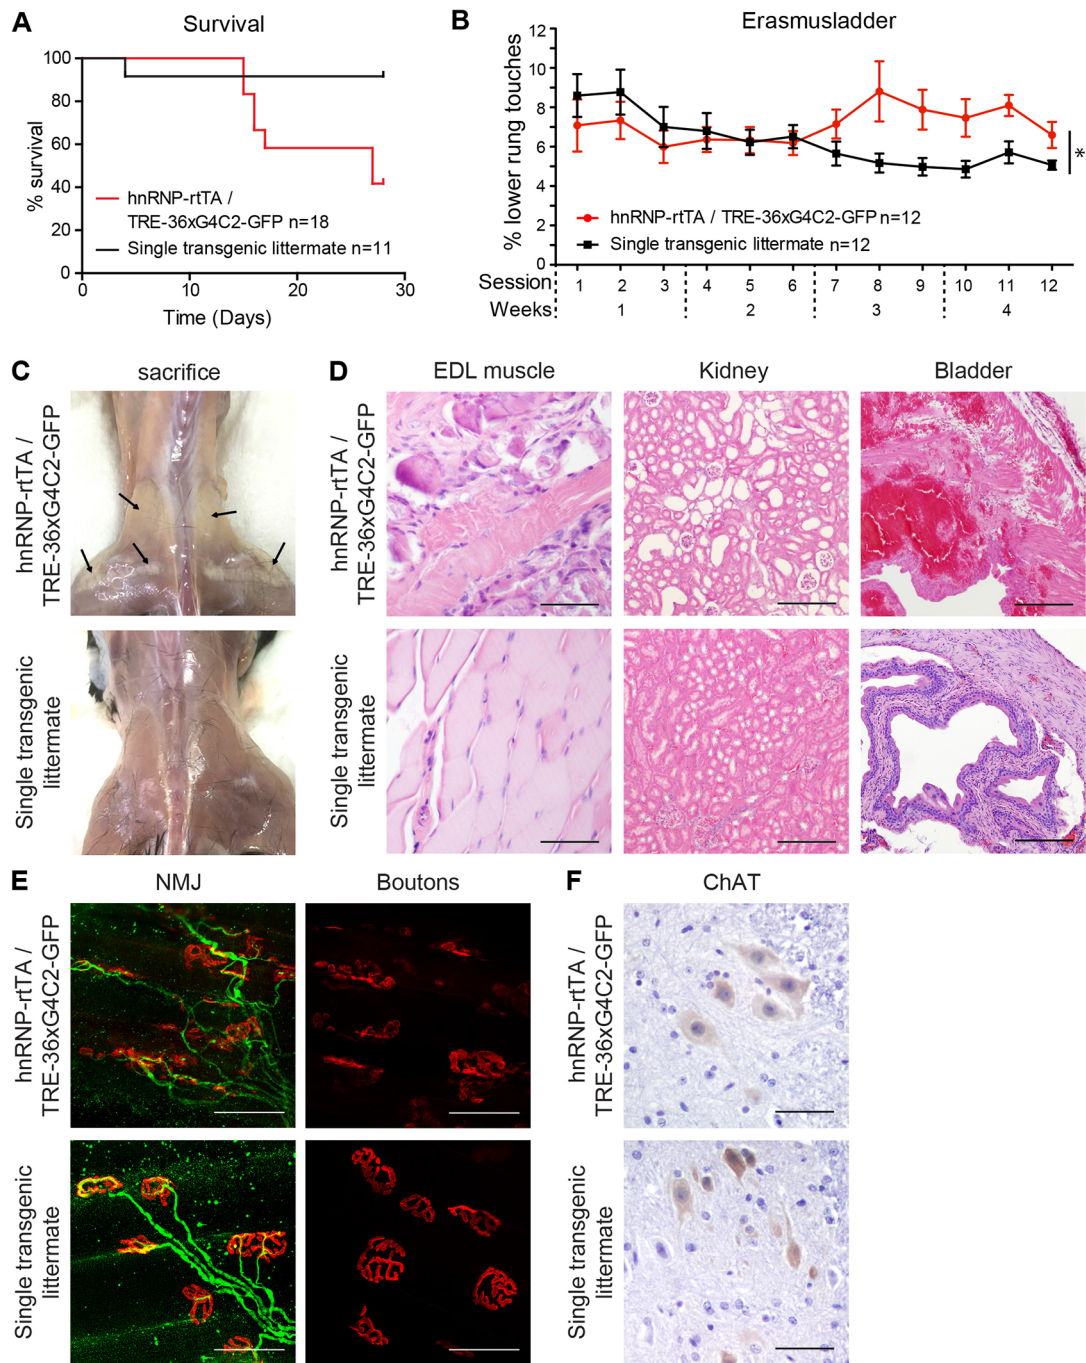 A
Survival
100
80
60
40
20
0
% survival
hnRNP-rtTA /
TRE-36xG4C2-GFP n=18
Single transgenic littermate n=11
0
10
20
30
Time (Days)
B
Erasmusladder
12
10
8
6
4
2
0
% lower rung touches
*
hnRNP-rtTA / TRE-36xG4C2-GFP n=12
Single transgenic littermate n=12
Session 1 2 3 4 5 6 7 8 9 10 11 12
Weeks 1 2 3 4
C
sacrifice
hnRNP-rtTA /
TRE-36xG4C2-GFP
Single transgenic
littermate
D
EDL muscle
Kidney
Bladder
hnRNP-rtTA /
TRE-36xG4C2-GFP
Single transgenic
littermate
E
NMJ
Boutons
hnRNP-rtTA /
TRE-36xG4C2-GFP
Single transgenic
littermate
F
ChAT
hnRNP-rtTA /
TRE-36xG4C2-GFP
Single transgenic
littermate